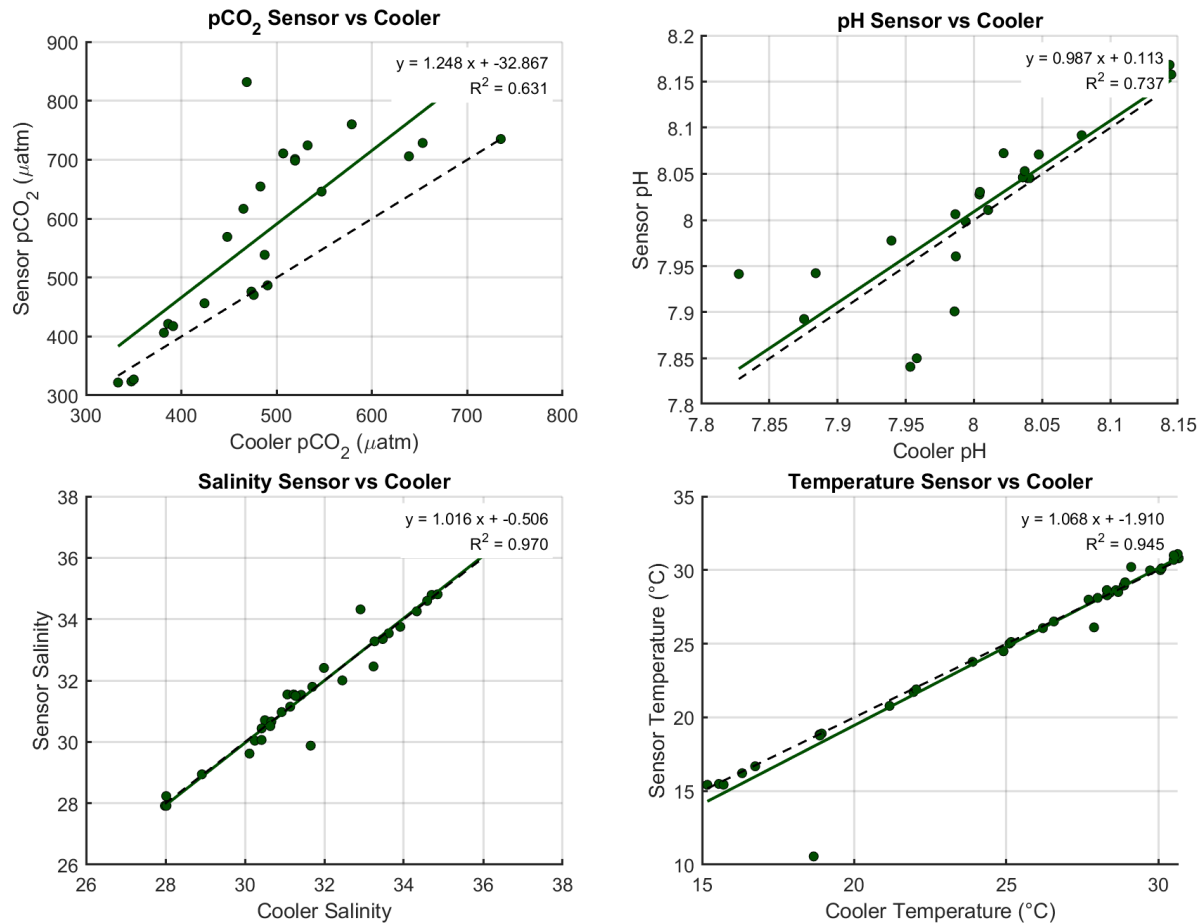 pCO2 Sensor vs Cooler
y = 1.248 x + -32.867
R2 = 0.631
900
800
700
600
500
400
300
Sensor pCO2 (μatm)
300 400 500 600 700 800
Cooler pCO2 (μatm)
pH Sensor vs Cooler
y = 0.987 x + 0.113
R2 = 0.737
8.2
8.15
8.1
8.05
8
7.95
7.9
7.85
7.8
Sensor pH
7.8 7.85 7.9 7.95 8 8.05 8.1 8.15
Cooler pH
Salinity Sensor vs Cooler
y = 1.016 x + -0.506
R2 = 0.970
38
36
34
32
30
28
26
Sensor Salinity
26 28 30 32 34 36 38
Cooler Salinity
Temperature Sensor vs Cooler
y = 1.068 x + -1.910
R2 = 0.945
35
30
25
20
15
10
Sensor Temperature (°C)
15 20 25 30
Cooler Temperature (°C)